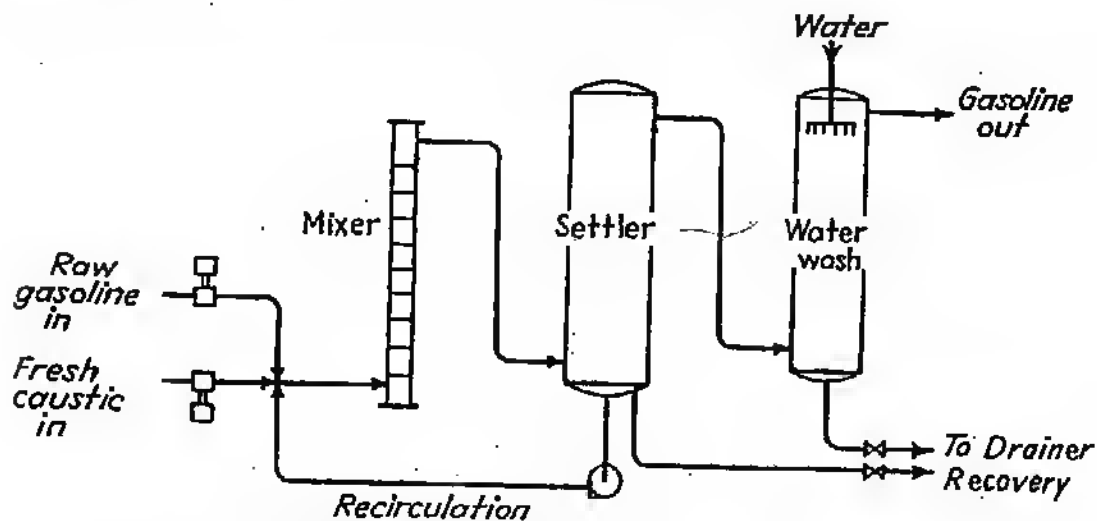 Water
Gasoline
out
Mixer
Settler
Water
wash
Raw
gasoline
in
Fresh
caustic
in
To Drainer
Recovery
Recirculation